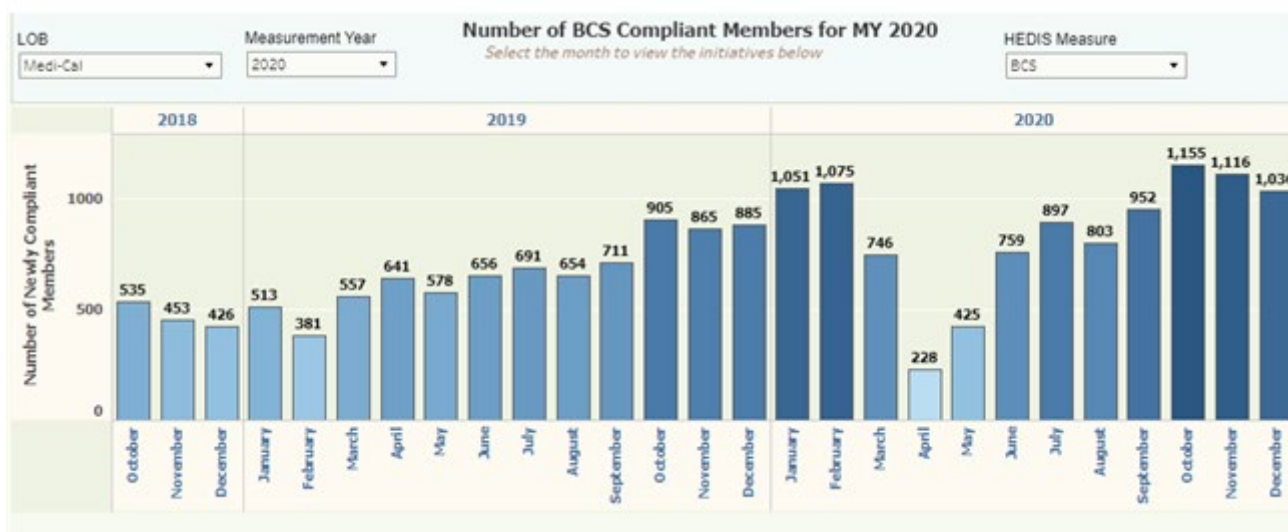 Number of BCS Compliant Members for MY 2020
Select the month to view the initiatives below
LOB
Medi-Cal
Measurement Year
2020
HEDIS Measure
BCS
2018
2019
2020
Number of Newly Compliant
Members
1000
500
0
535
453
426
513
381
557
641
578
656
691
654
711
905
865
885
1,051
1,075
746
228
425
759
897
803
952
1,155
1,116
October
November
December
January
February
March
April
May
June
July
August
September
October
November
December
January
February
March
April
May
June
July
August
September
October
November
December